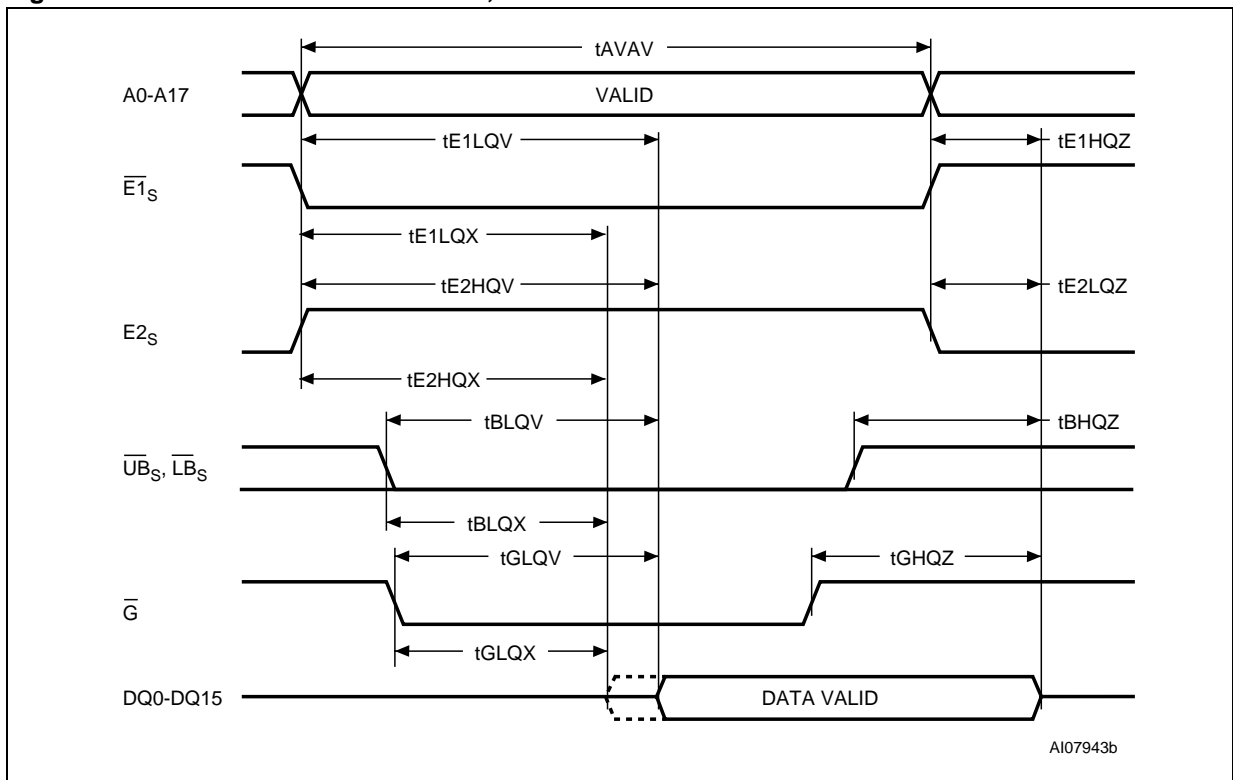 tAVAV
A0-A17
VALID
tE1LQV
tE1HQZ
E1S
tE1LQX
tE2HQV
tE2LQZ
E2S
tE2HQX
tBLQV
tBHQZ
UBS, LBS
tBLQX
tGLQV
tGHQZ
G
tGLQX
DQ0-DQ15
DATA VALID
AI07943b